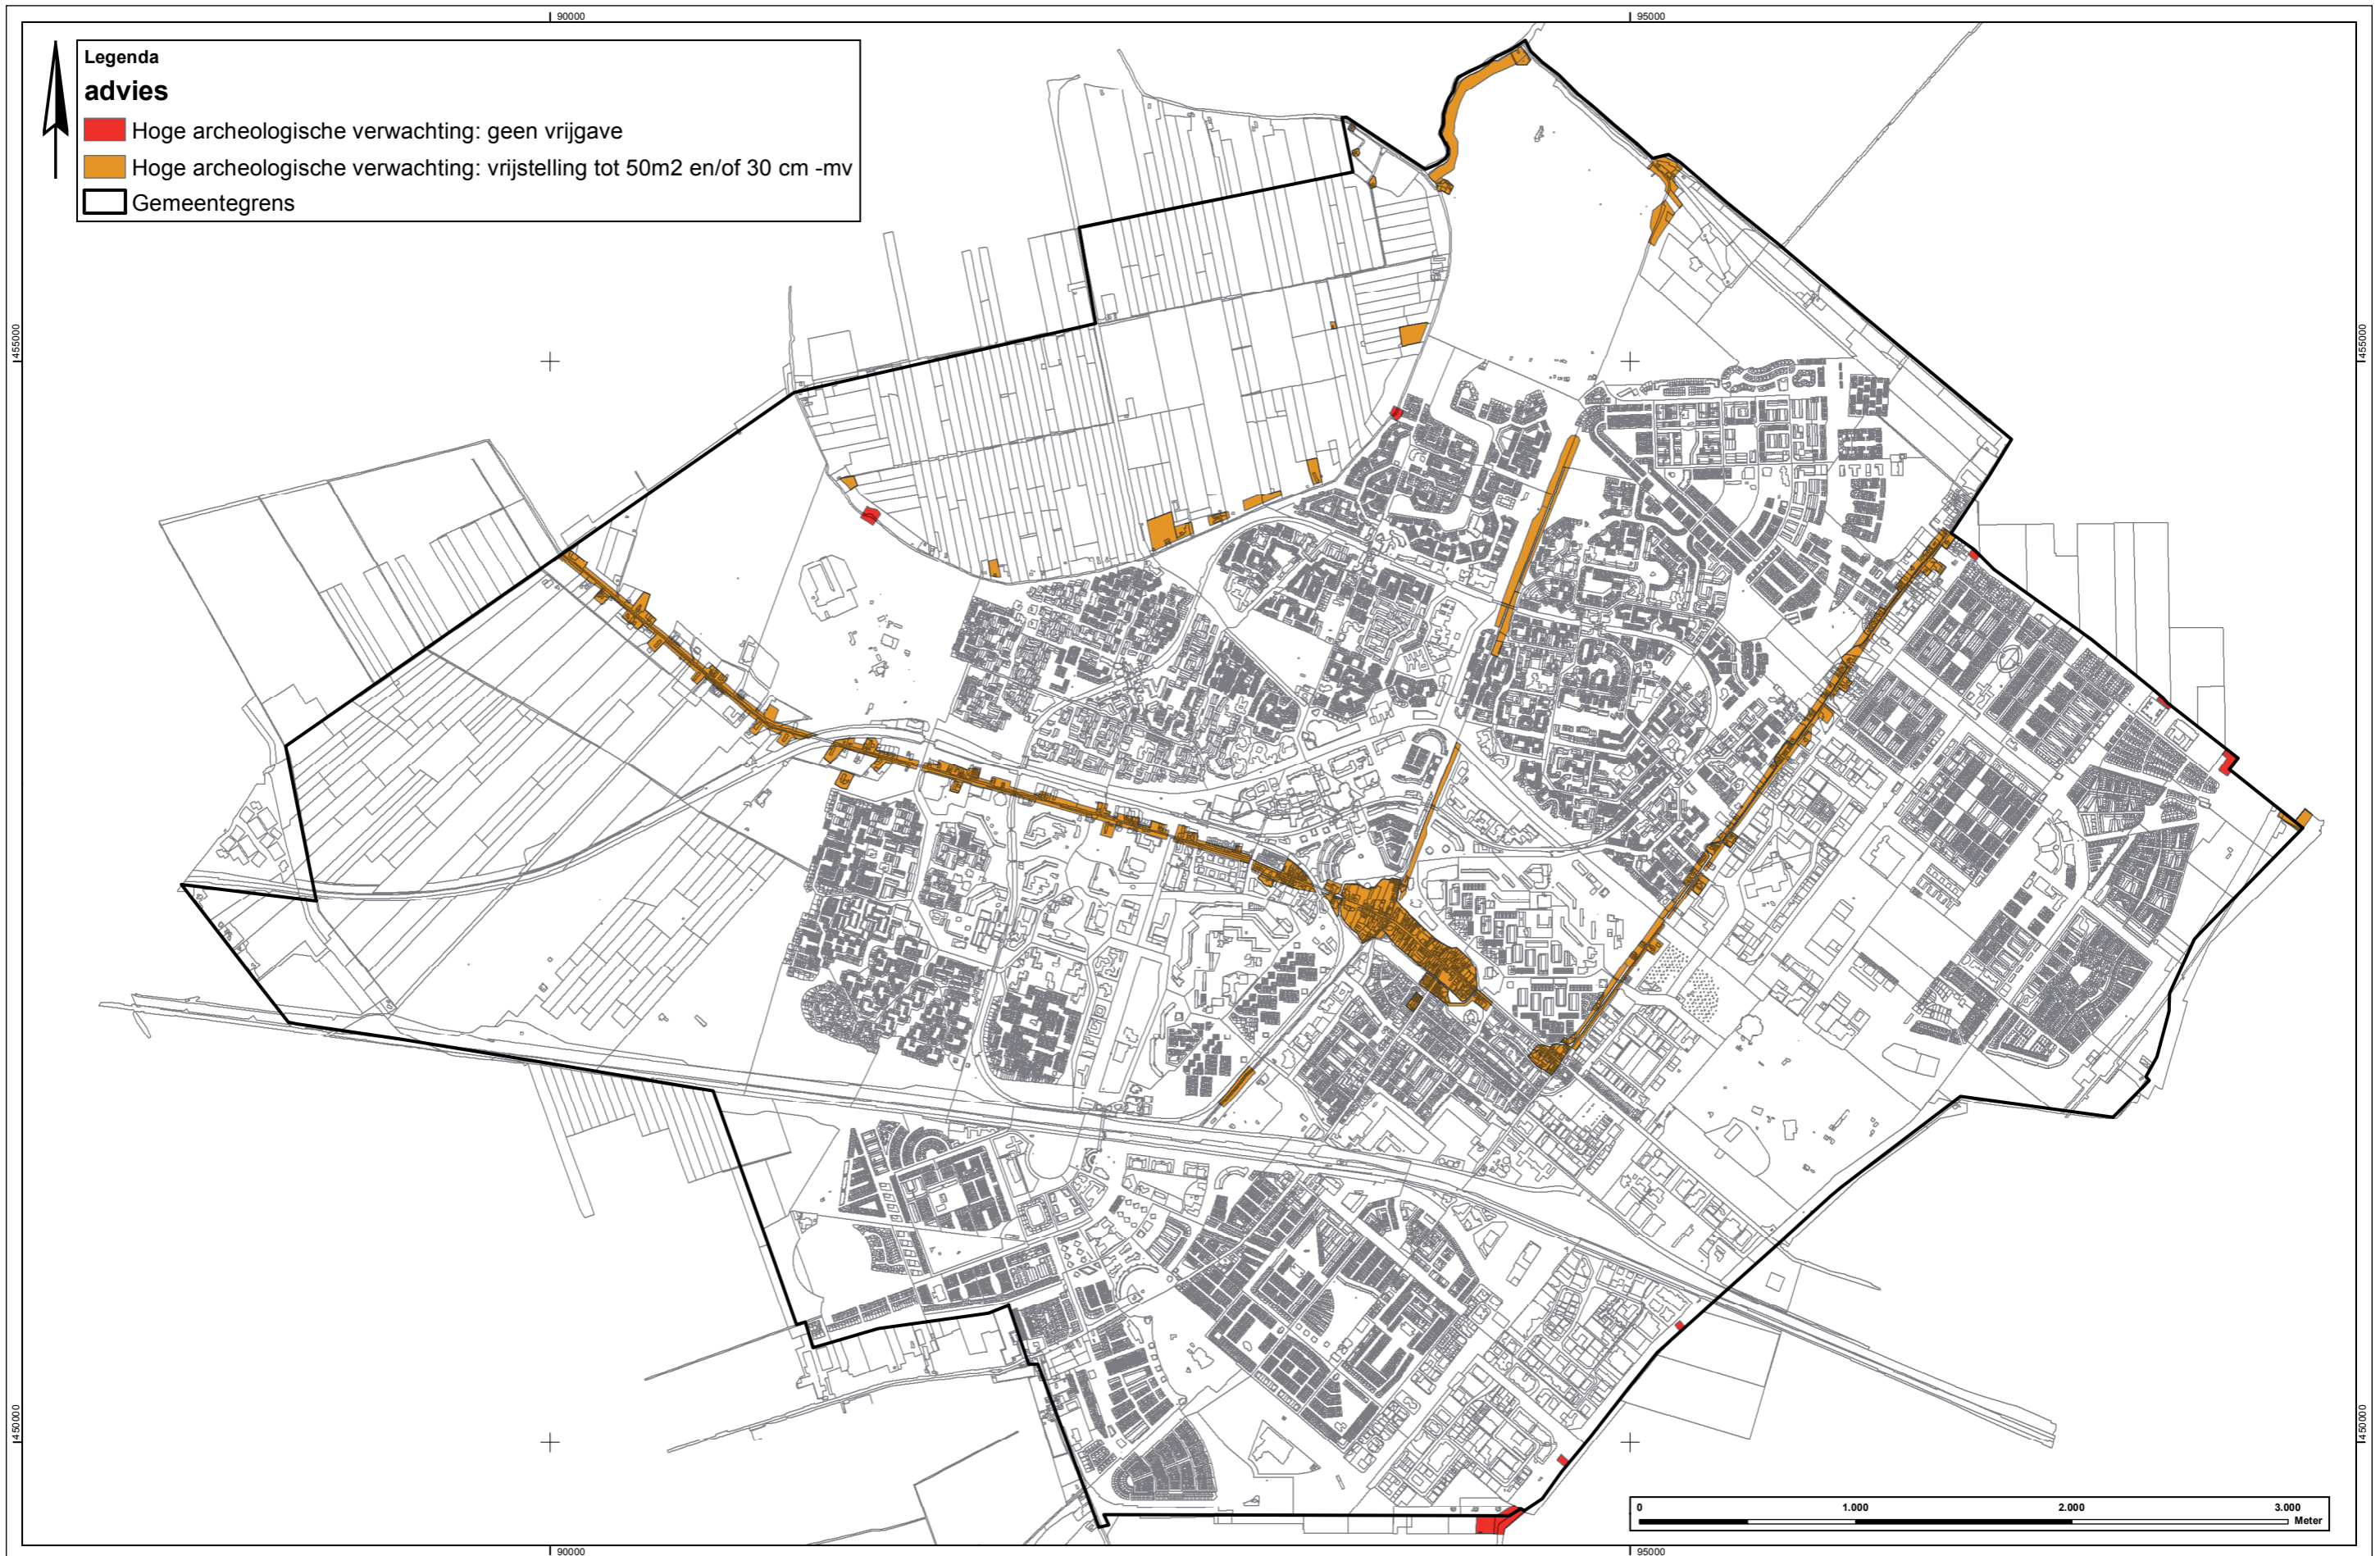 90000
95000
Legenda
advies
Hoge archeologische verwachting: geen vrijgave
Hoge archeologische verwachting: vrijstelling tot 50m2 en/of 30 cm -mv
Gemeentegrens
455000
455000
450000
450000
0 1.000 2.000 3.000
Meter
90000
95000